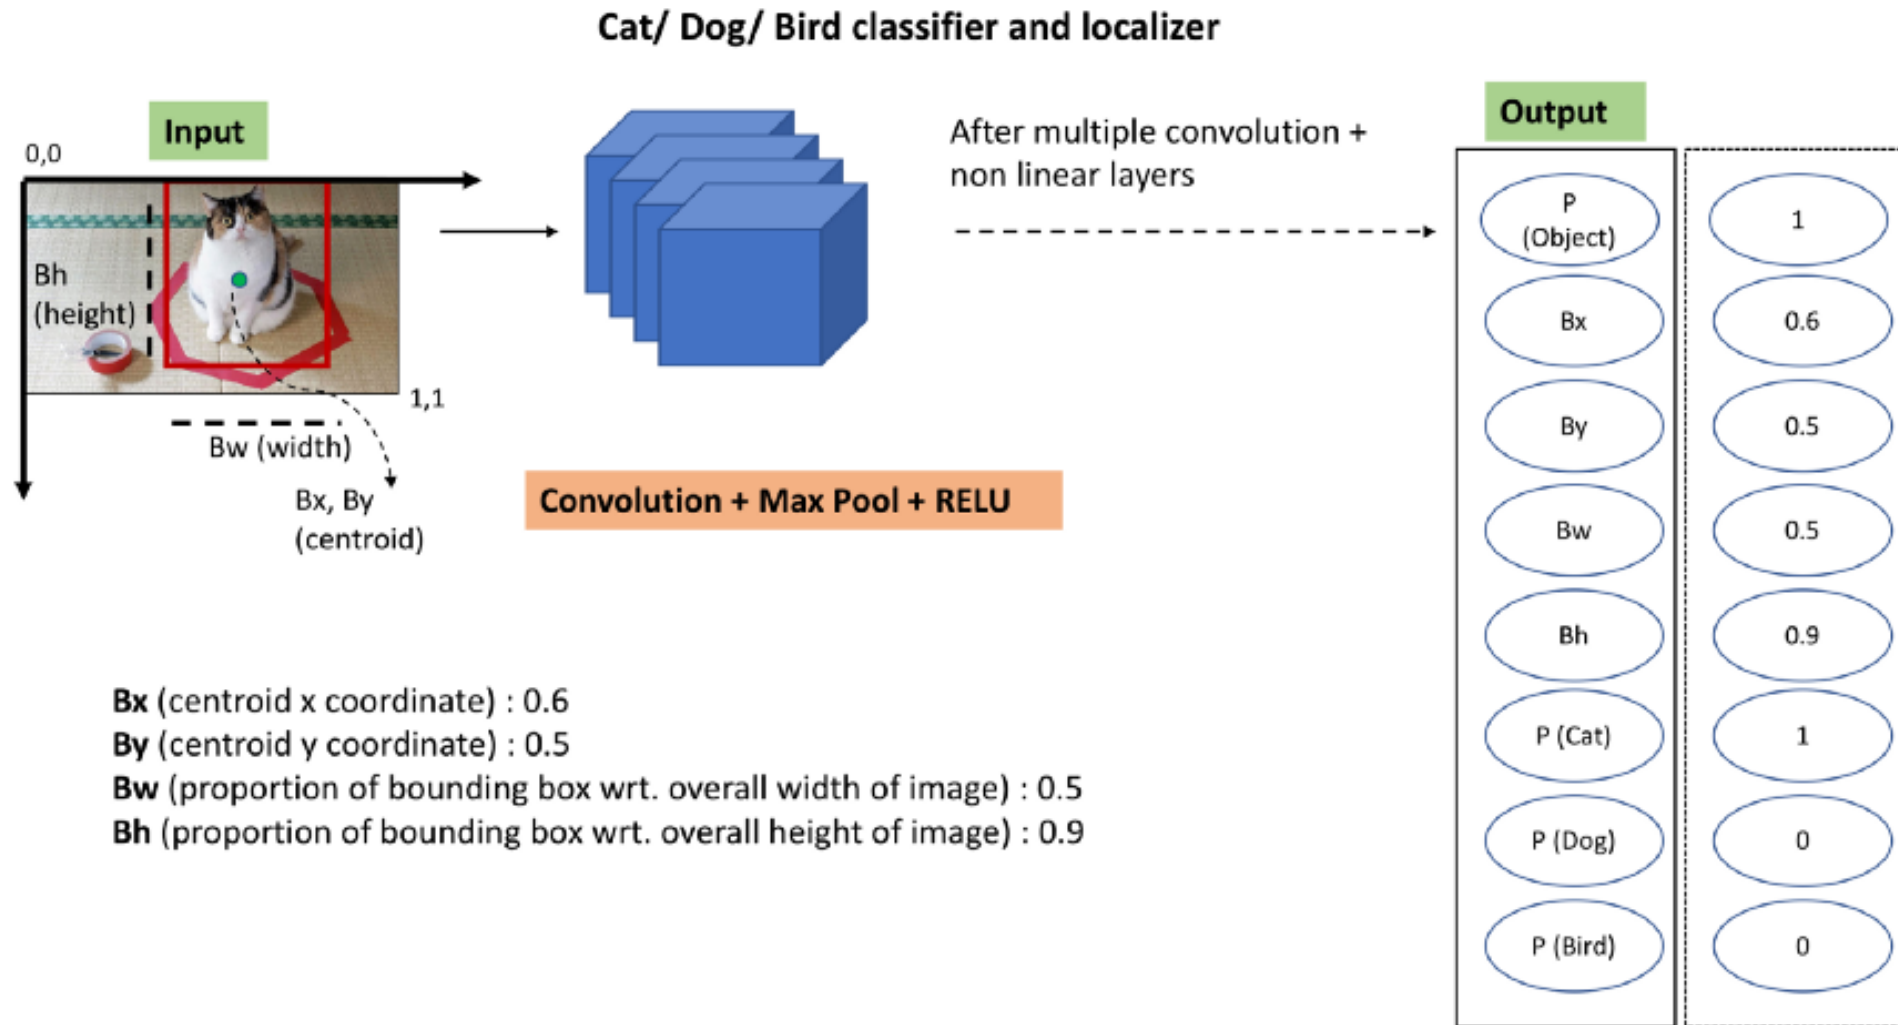 Cat/ Dog/ Bird classifier and localizer
Input
0,0
Bh
(height)
1,1
Bw (width)
Bx, By
(centroid)
Convolution + Max Pool + RELU
After multiple convolution +
non linear layers
Output
P
(Object)
1
Bx
0.6
By
0.5
Bw
0.5
Bh
0.9
P (Cat)
1
P (Dog)
0
P (Bird)
0
Bx (centroid x coordinate) : 0.6
By (centroid y coordinate) : 0.5
Bw (proportion of bounding box wrt. overall width of image) : 0.5
Bh (proportion of bounding box wrt. overall height of image) : 0.9